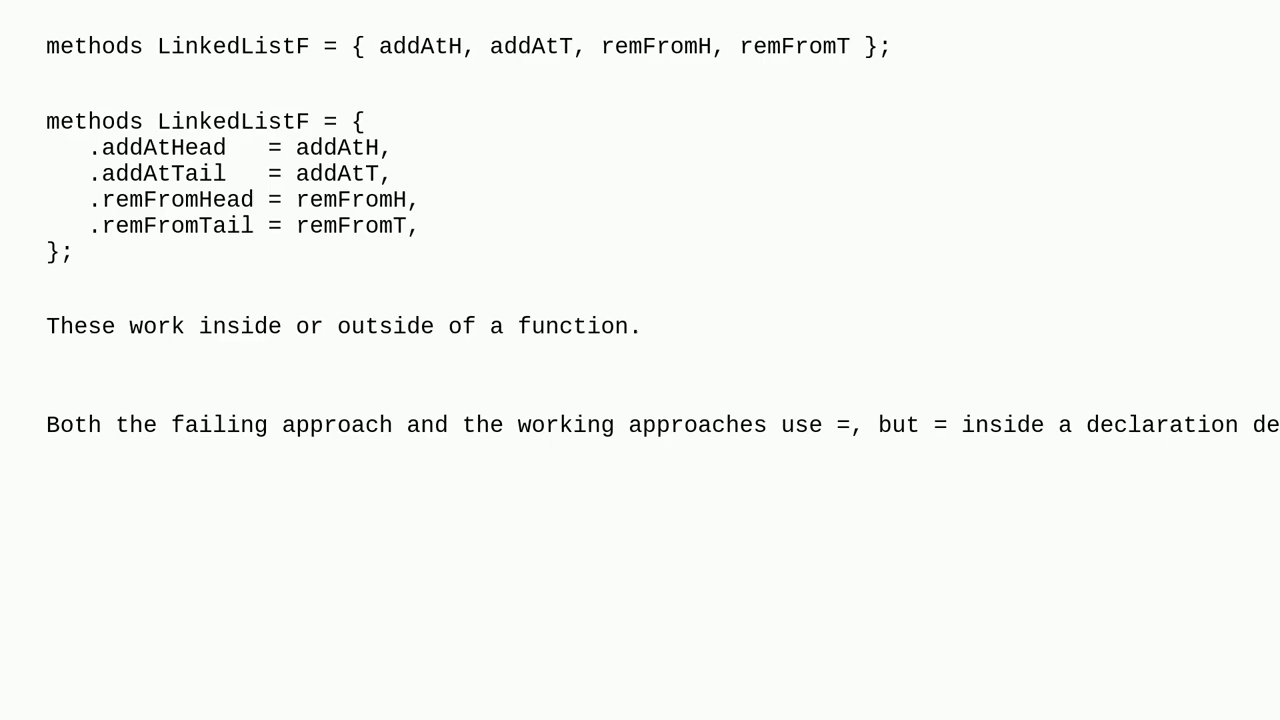 methods LinkedListF = { addAtH, addAtT, remFromH, remFromT };
methods LinkedListF = {
   .addAtHead   = addAtH,
   .addAtTail   = addAtT,
   .remFromHead = remFromH,
   .remFromTail = remFromT,
};
These work inside or outside of a function.
Both the failing approach and the working approaches use =, but = inside a declaration